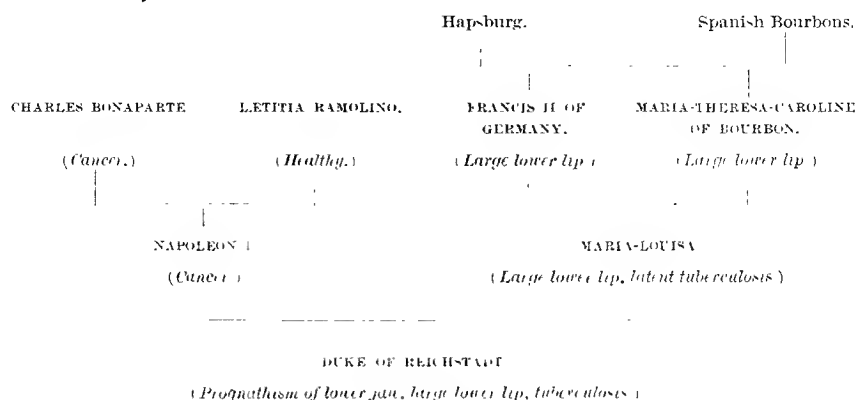 Hapsburg. Spanish Bourbons.
CHARLES BONAPARTE LETITIA RAMOLINO. FRANCIS II OF MARIA-THERESA-CAROLINE
GERMANY. OF BOURBON.
(Cancer.) (Healthy.) (Large lower lip) (Large lower lip)
NAPOLEON I MARIA-LOUISA
(Cancer) (Large lower lip, latent tuberculosis)
DUKE OF REICHSTADT
(Prognathism of lower jaw, large lower lip, tuberculosis)